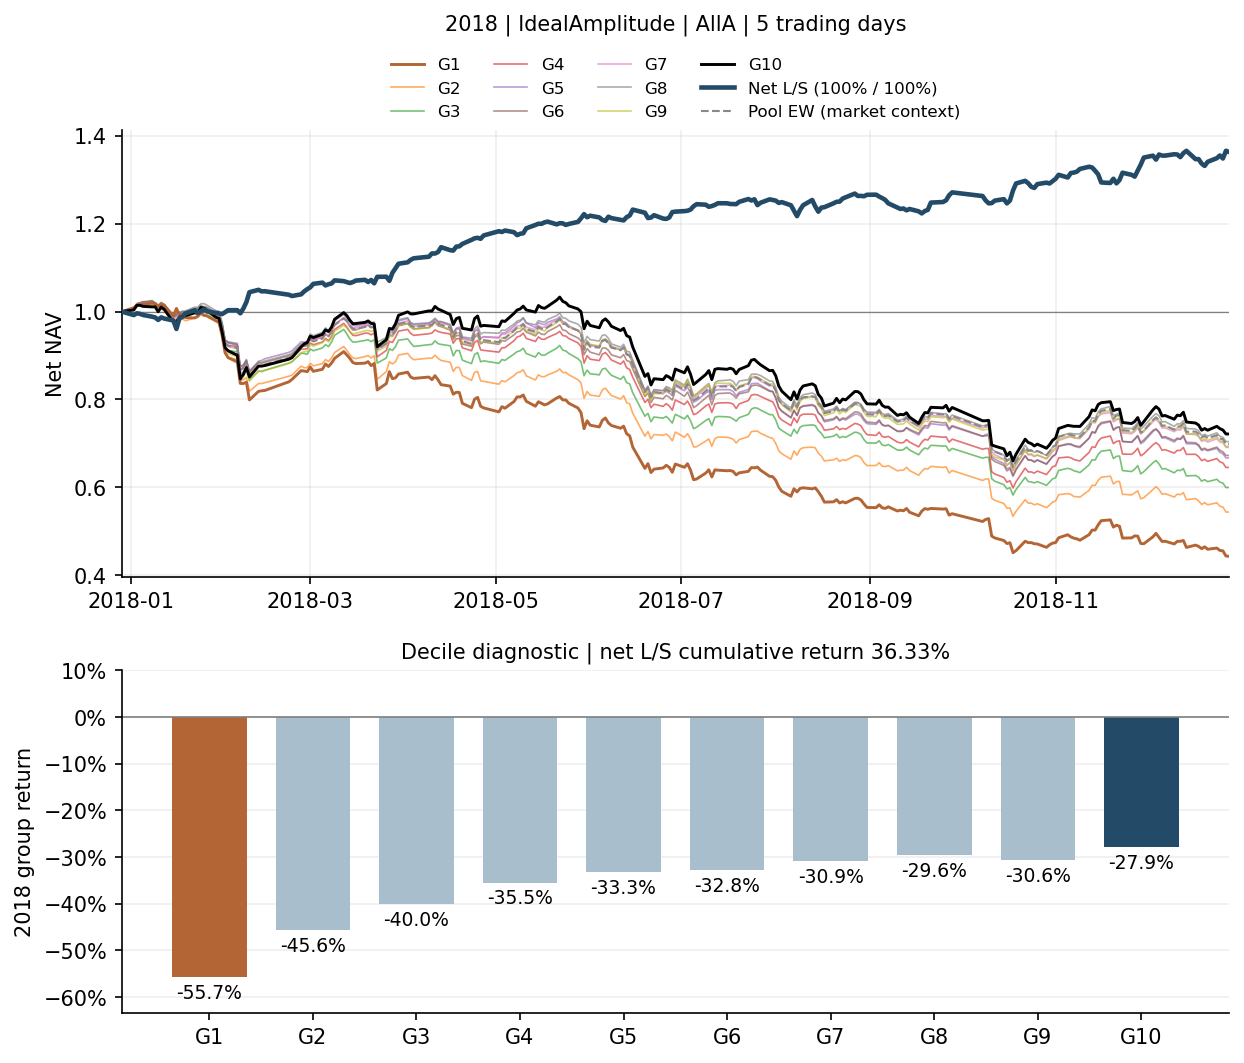 2018 | IdealAmplitude | AllA | 5 trading days
G1 G4 G7 G10
G2 G5 G8 Net L/S (100% / 100%)
G3 G6 G9 Pool EW (market context)
Net NAV
1.4
1.2
1.0
0.8
0.6
0.4
2018-01 2018-03 2018-05 2018-07 2018-09 2018-11
Decile diagnostic | net L/S cumulative return 36.33%
2018 group return
10%
0%
−10%
−20%
−30%
−40%
−50%
−60%
-55.7% -45.6% -40.0% -35.5% -33.3% -32.8% -30.9% -29.6% -30.6% -27.9%
G1 G2 G3 G4 G5 G6 G7 G8 G9 G10